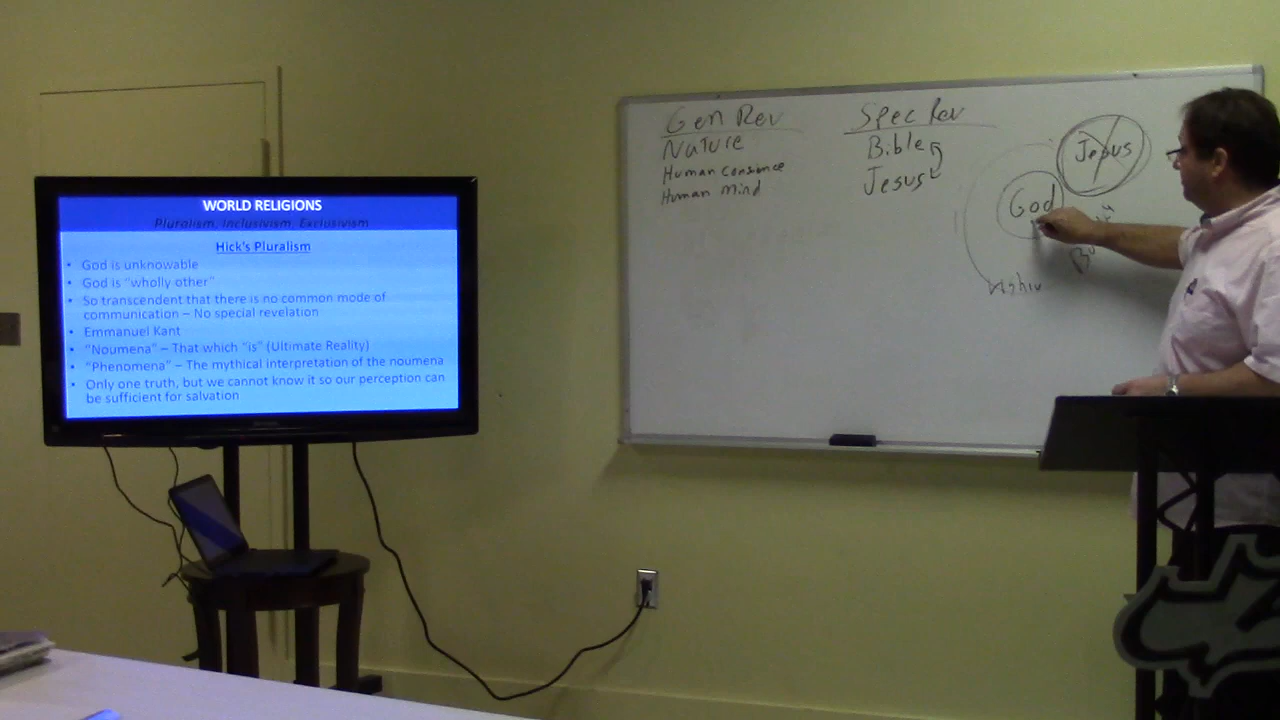 WORLD RELIGIONS
Pluralism, Inclusivism, Exclusivism
Hick's Pluralism
• God is unknowable
• God is "wholly other"
• So transcendent that there is no common mode of
communication – No special revelation
• Emmanuel Kant
• "Noumena" – That which "is" (Ultimate Reality)
• "Phenomena" – The mythical interpretation of the noumena
• Only one truth, but we cannot know it so our perception can
be sufficient for salvation
Gen Rev
Nature
Human Consience
Human Mind
Spec Rev
Bible
Jesus
Jesus
God